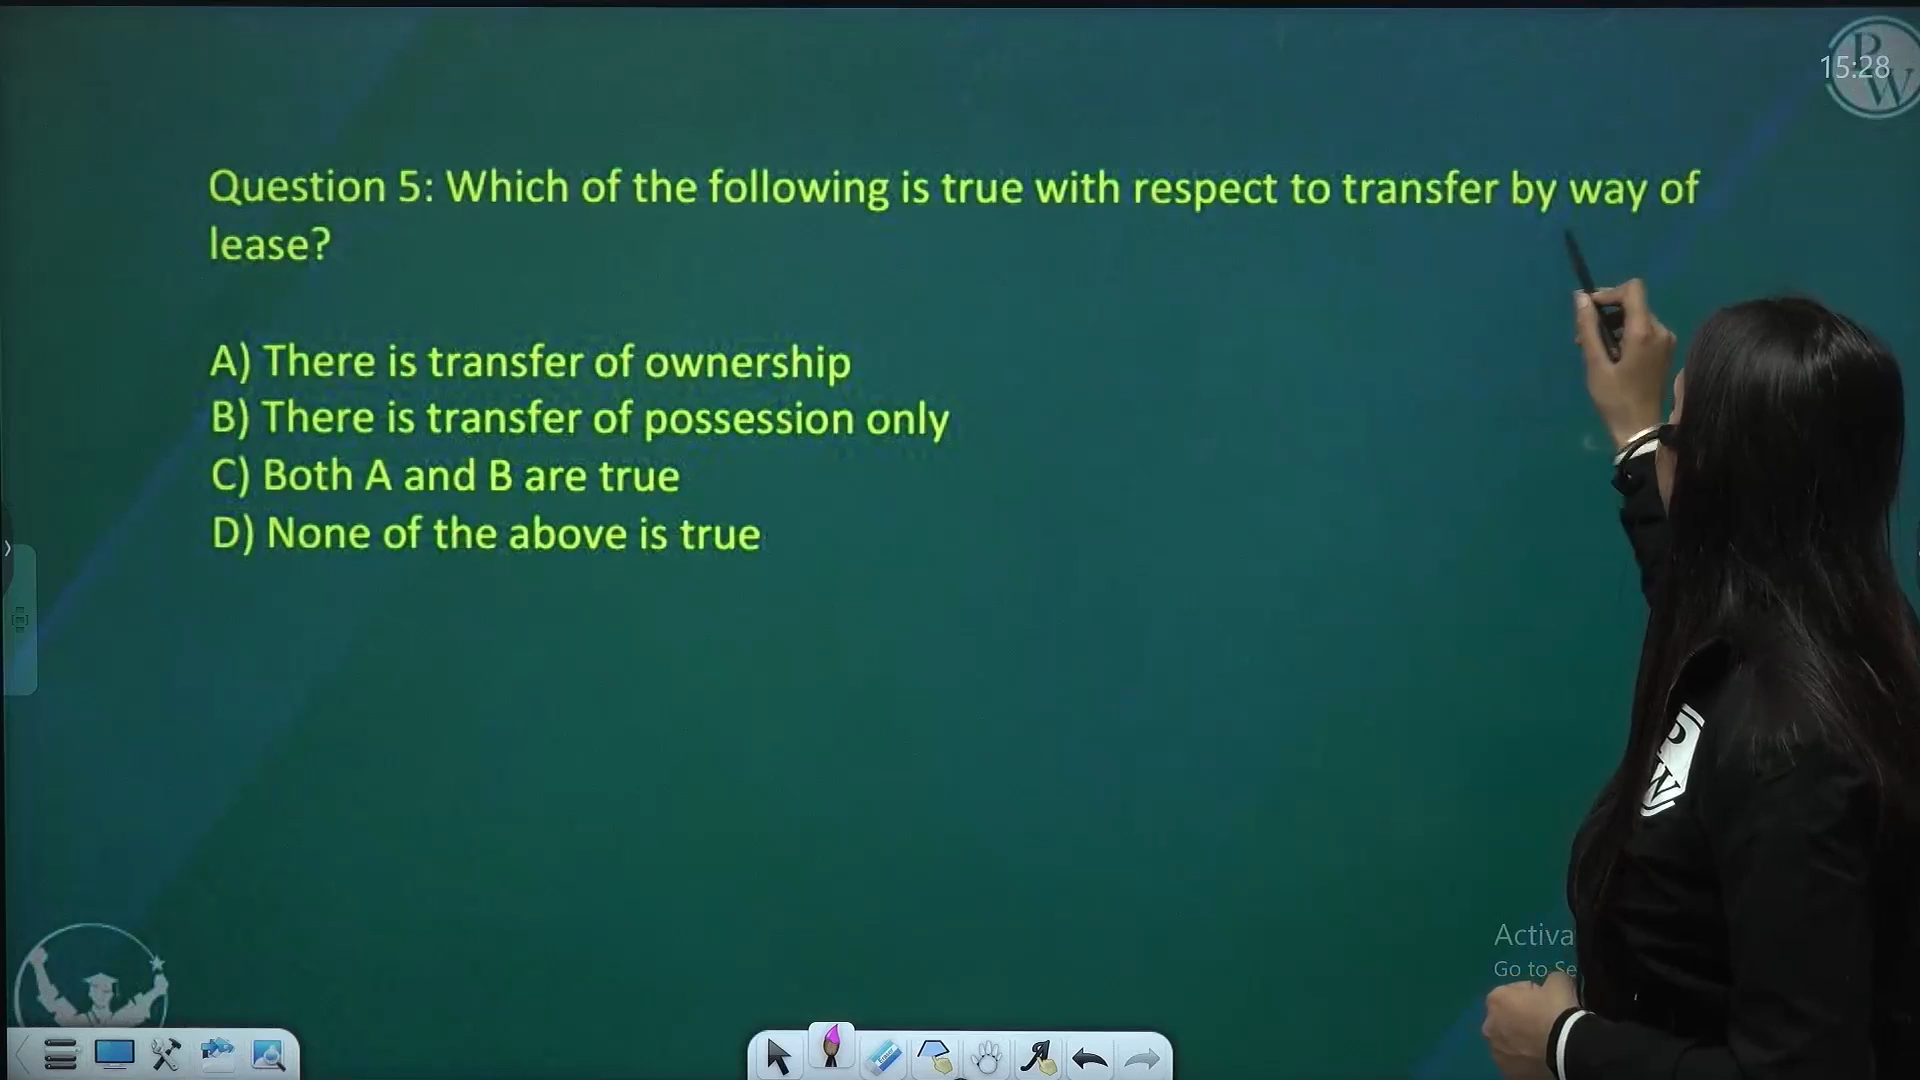 15:28
PW
Question 5: Which of the following is true with respect to transfer by way of
lease?
A) There is transfer of ownership
B) There is transfer of possession only
C) Both A and B are true
D) None of the above is true
PW
Activa
Go to Se